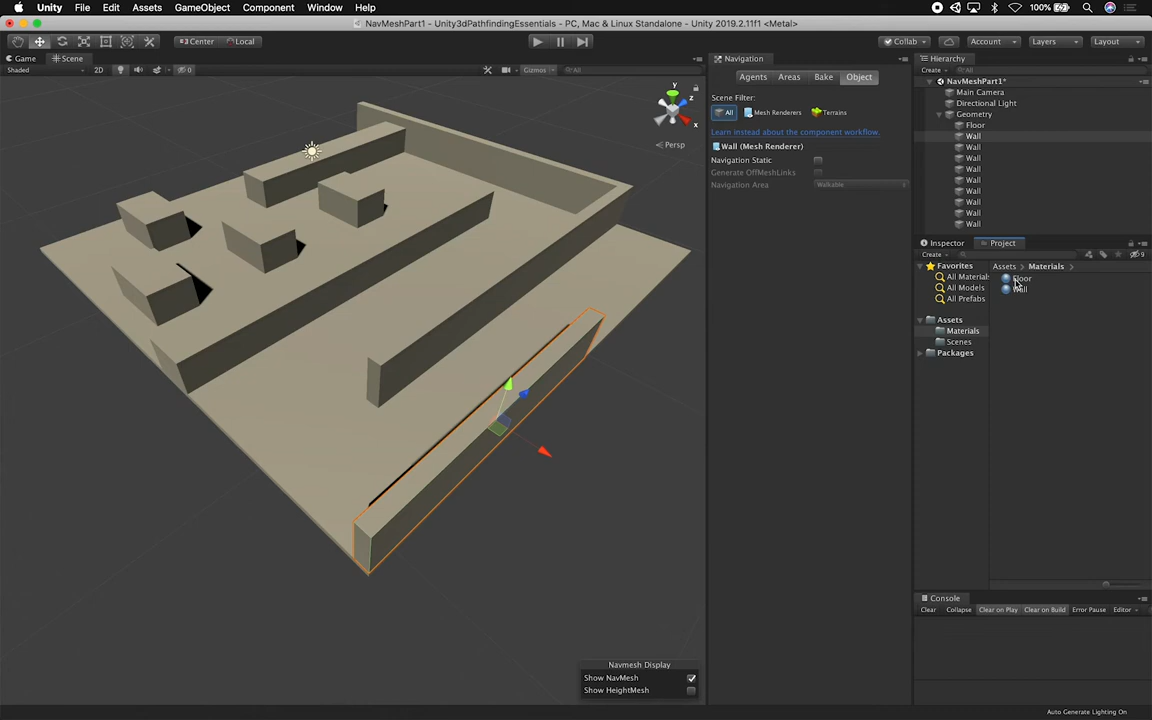 Unity File Edit Assets GameObject Component Window Help 100%
NavMeshPart1 - Unity3dPathfindingEssentials - PC, Mac & Linux Standalone - Unity 2019.2.11f1 <Metal>
Center Local Collab Account Layers Layout
Game Scene Navigation Hierarchy
Shaded 2D 0 Gizmos All Create All
Agents Areas Bake Object
NavMeshPart1*
Main Camera
Scene Filter:
Directional Light
All Mesh Renderers Terrains
Geometry
Learn instead about the component workflow.
Floor
Wall
Wall (Mesh Renderer)
Wall
Navigation Static
Wall
Generate OffMeshLinks
Wall
Navigation Area Walkable
Wall
Wall
Wall
Wall
Wall
y
z
x
Persp
Inspector Project
Create 9
Favorites
All Materials
All Models
All Prefabs
Assets
Materials
Scenes
Packages
Assets > Materials >
Floor
Wall
Console
Clear Collapse Clear on Play Clear on Build Error Pause Editor
Navmesh Display
Show NavMesh
Show HeightMesh
Auto Generate Lighting On